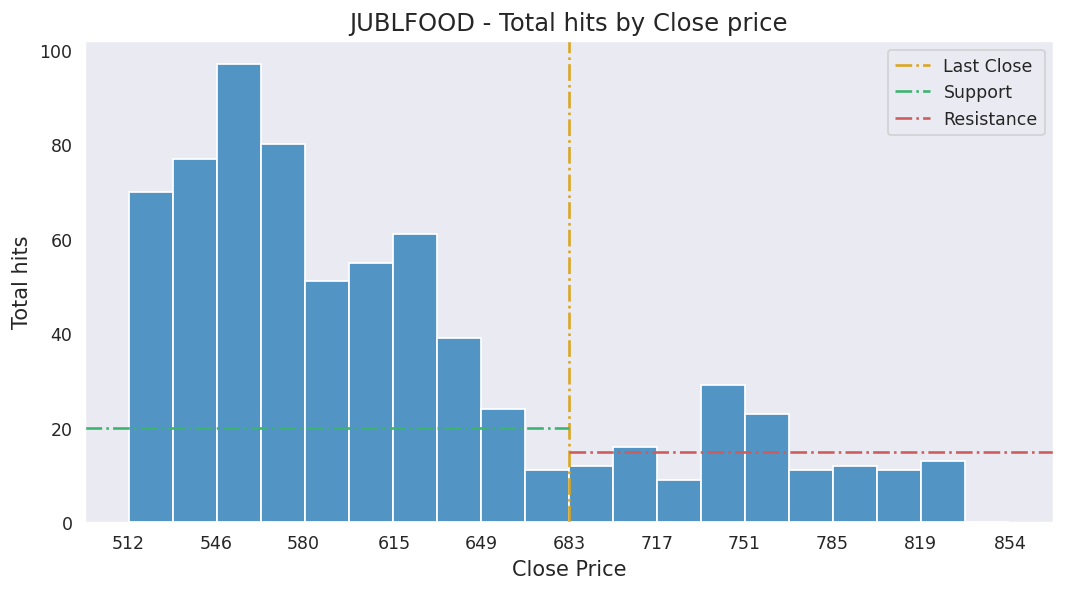 JUBLFOOD - Total hits by Close price
Last Close
Support
Resistance
Total hits
100
80
60
40
20
0
512 546 580 615 649 683 717 751 785 819 854
Close Price